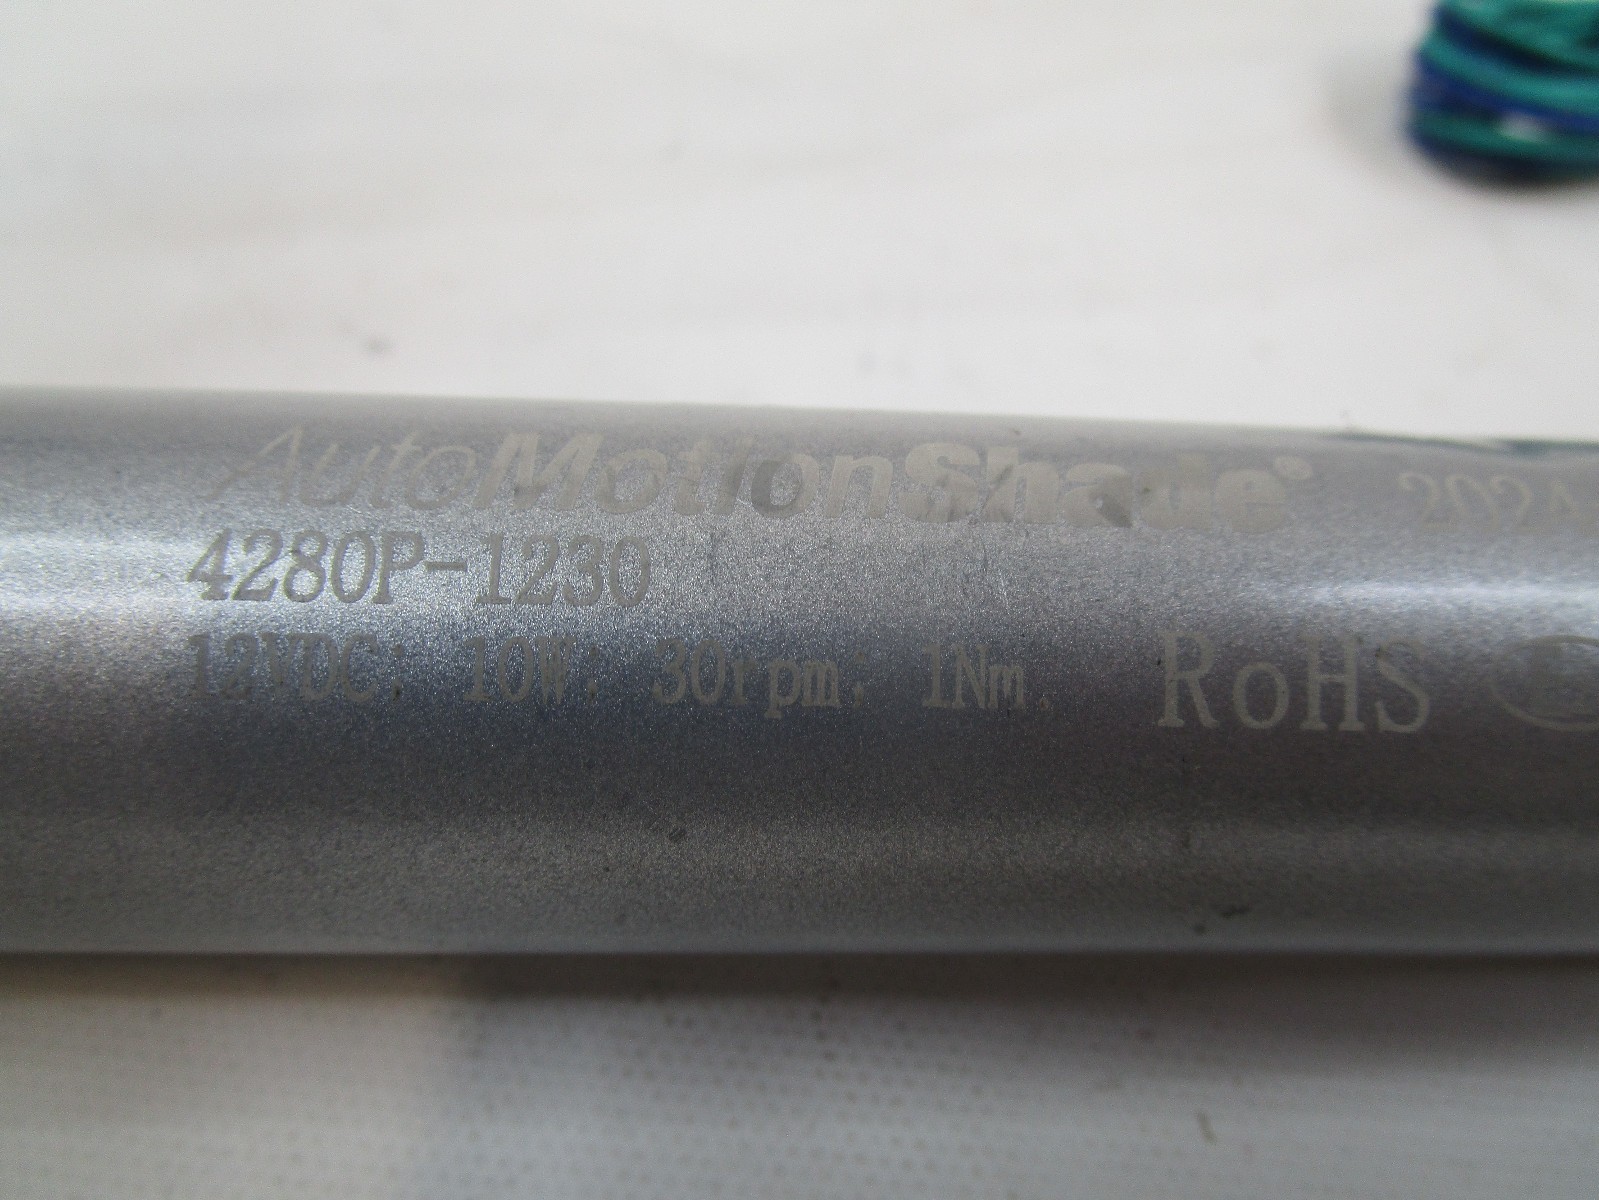 AutoMotionShade®
4280P-1230
12VDC; 10W; 30rpm; 1Nm.
RoHS